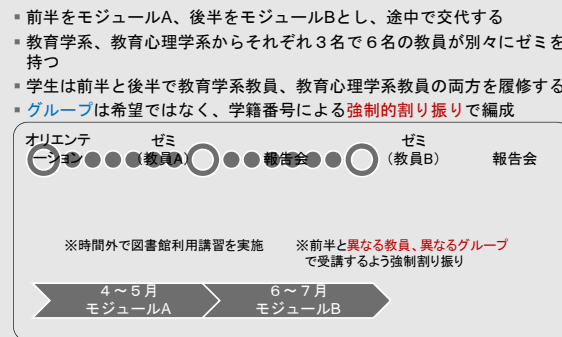 前半をモジュールA、後半をモジュールBとし、途中で交代する
教育学系、教育心理学系からそれぞれ３名で６名の教員が別々にゼミを
持つ
学生は前半と後半で教育学系教員、教育心理学系教員の両方を履修する
グループは希望ではなく、学籍番号による強制的割り振りで編成
オリエンテ
ーション
ゼミ
(教員A)
報告会
ゼミ
(教員B)
報告会
※時間外で図書館利用講習を実施
※前半と異なる教員、異なるグループ
で受講するよう強制割り振り
４～５月
モジュールA
６～７月
モジュールB